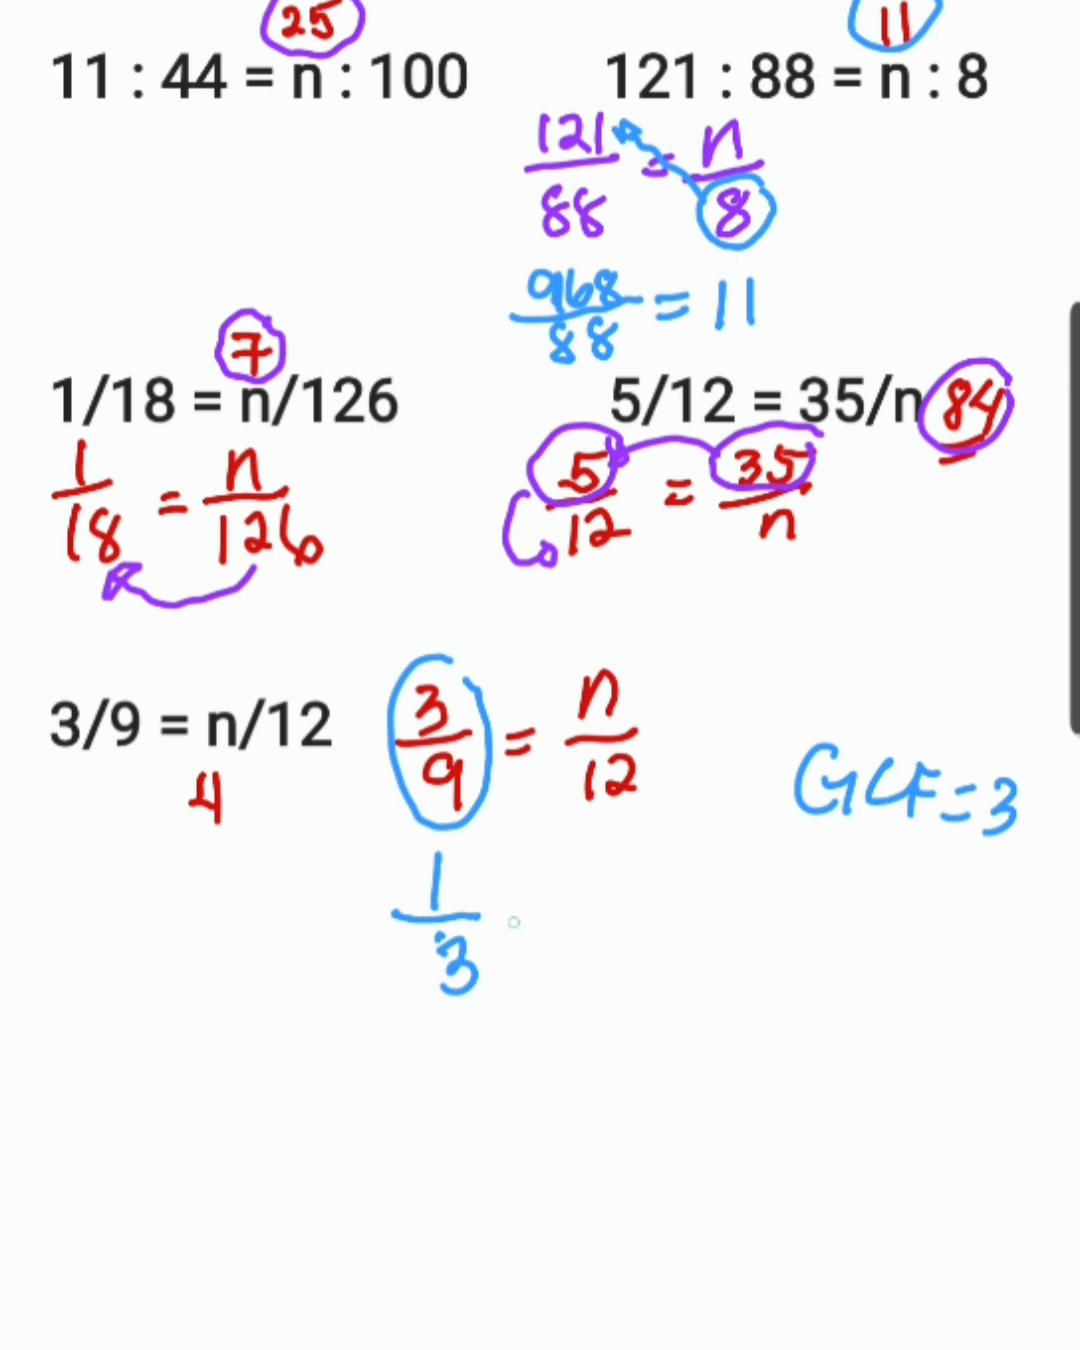 25
11 : 44 = n : 100
11
121 : 88 = n : 8
121/88 = n/8
968/88 = 11
7
1/18 = n/126
1/18 = n/126
5/12 = 35/n 84
5/12 = 35/n
3/9 = n/12
4
3/9 = n/12
GCF=3
1/3